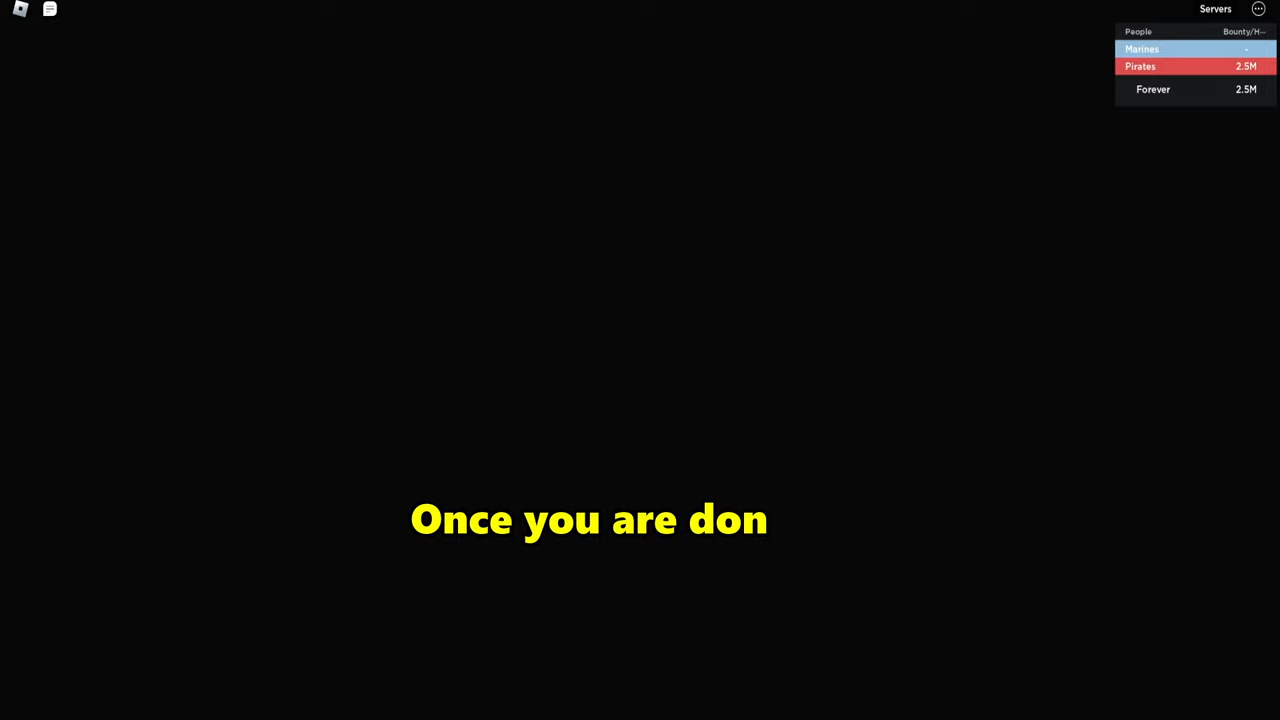 Servers
People Bounty/H--
Marines -
Pirates 2.5M
Forever 2.5M
Once you are don